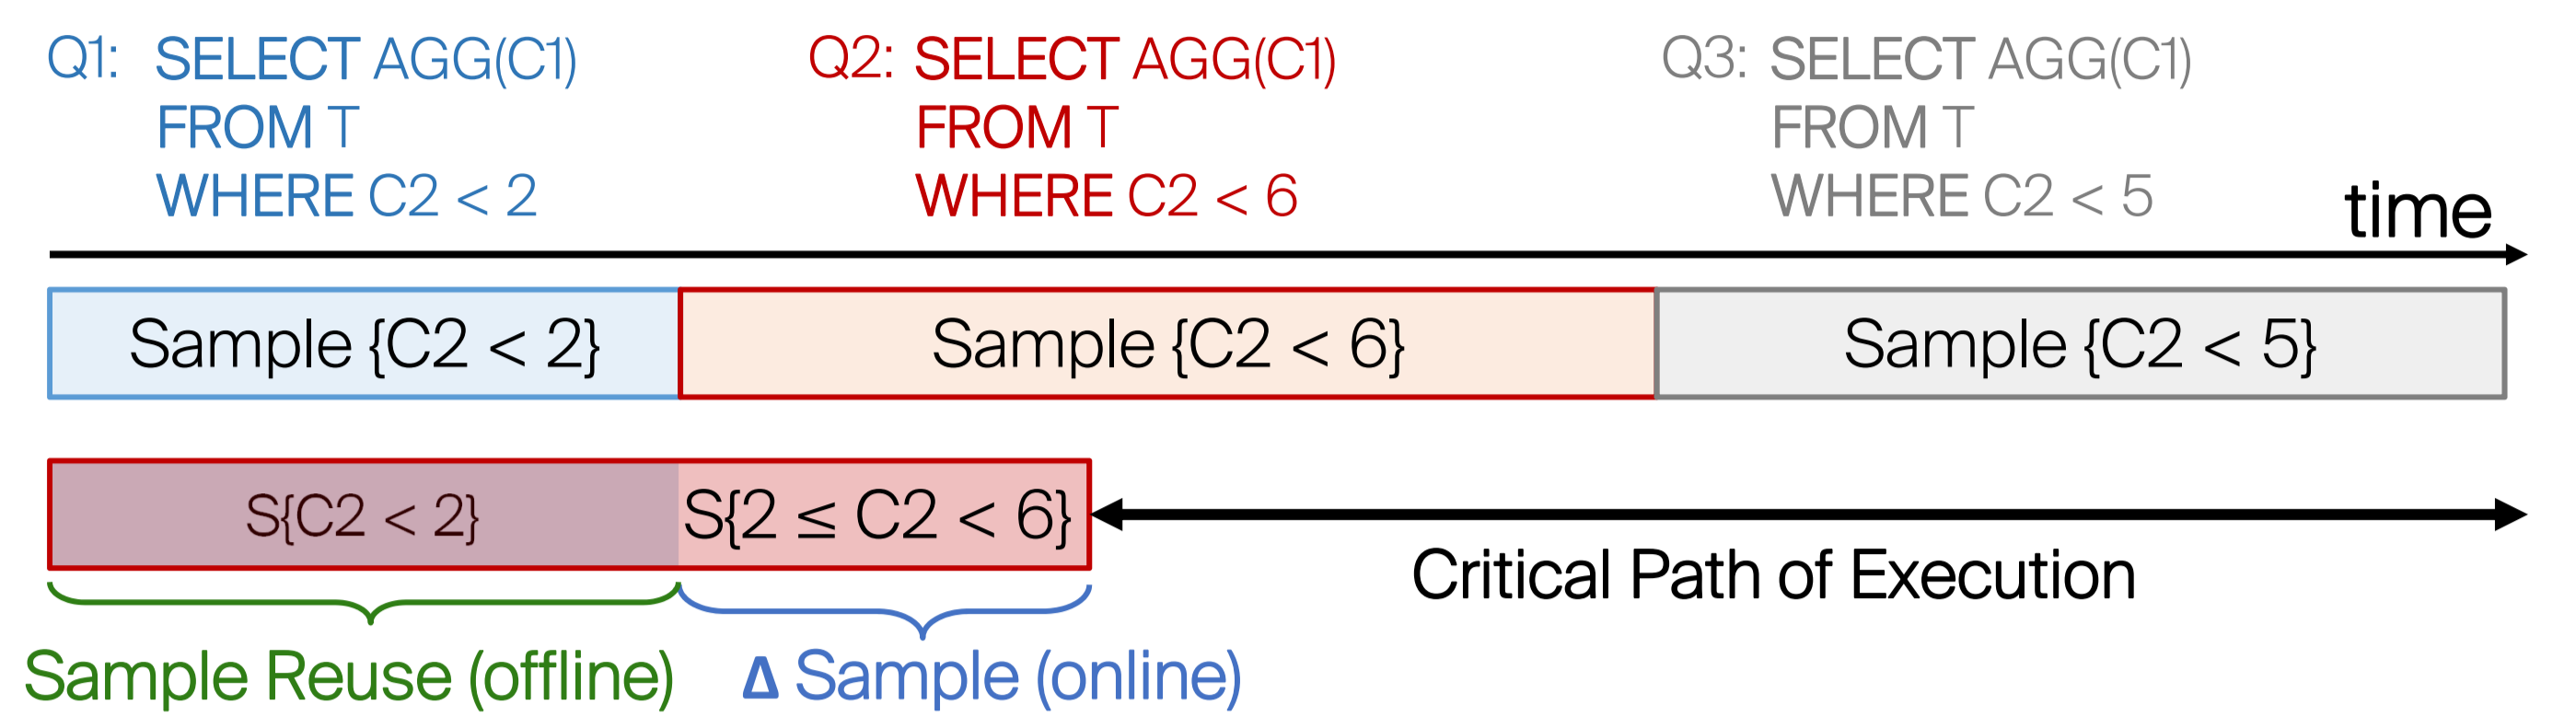 Q1: SELECT AGG(C1)
FROM T
WHERE C2 < 2
Q2: SELECT AGG(C1)
FROM T
WHERE C2 < 6
Q3: SELECT AGG(C1)
FROM T
WHERE C2 < 5
time
Sample {C2 < 2}
Sample {C2 < 6}
Sample {C2 < 5}
S{C2 < 2}
S{2 ≤ C2 < 6}
Critical Path of Execution
Sample Reuse (offline)
Δ Sample (online)